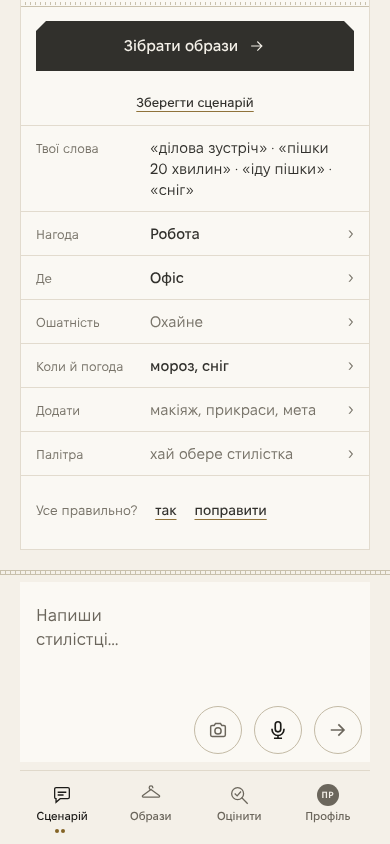 Зібрати образи →
Зберегти сценарій
Твої слова
«ділова зустріч» · «пішки
20 хвилин» · «іду пішки» ·
«сніг»
Нагода
Робота
Де
Офіс
Ошатність
Охайне
Коли й погода
мороз, сніг
Додати
макіяж, прикраси, мета
Палітра
хай обере стилістка
Усе правильно? так поправити
Напиши
стилістці...
Сценарій
Образи
Оцінити
ПР
Профіль